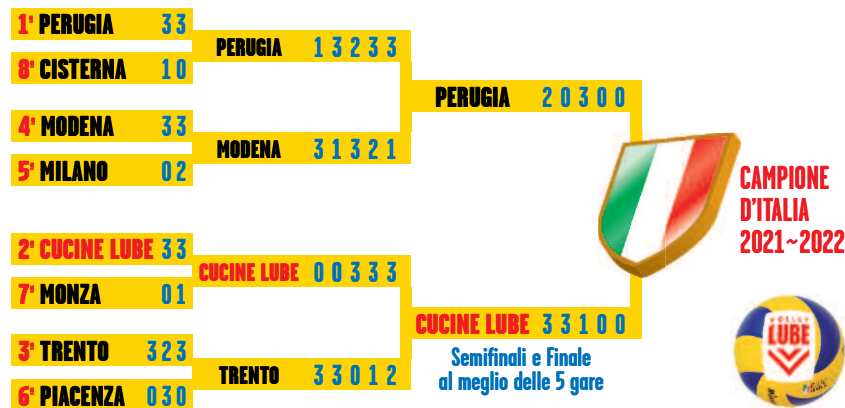 1ª PERUGIA 3 3
8ª CISTERNA 1 0
PERUGIA 1 3 2 3 3
4ª MODENA 3 3
5ª MILANO 0 2
MODENA 3 1 3 2 1
PERUGIA 2 0 3 0 0
2ª CUCINE LUBE 3 3
7ª MONZA 0 1
CUCINE LUBE 0 0 3 3 3
3ª TRENTO 3 2 3
6ª PIACENZA 0 3 0
TRENTO 3 3 0 1 2
CUCINE LUBE 3 3 1 0 0
Semifinali e Finale
al meglio delle 5 gare
CAMPIONE
D'ITALIA
2021~2022
VOLLEY
LUBE